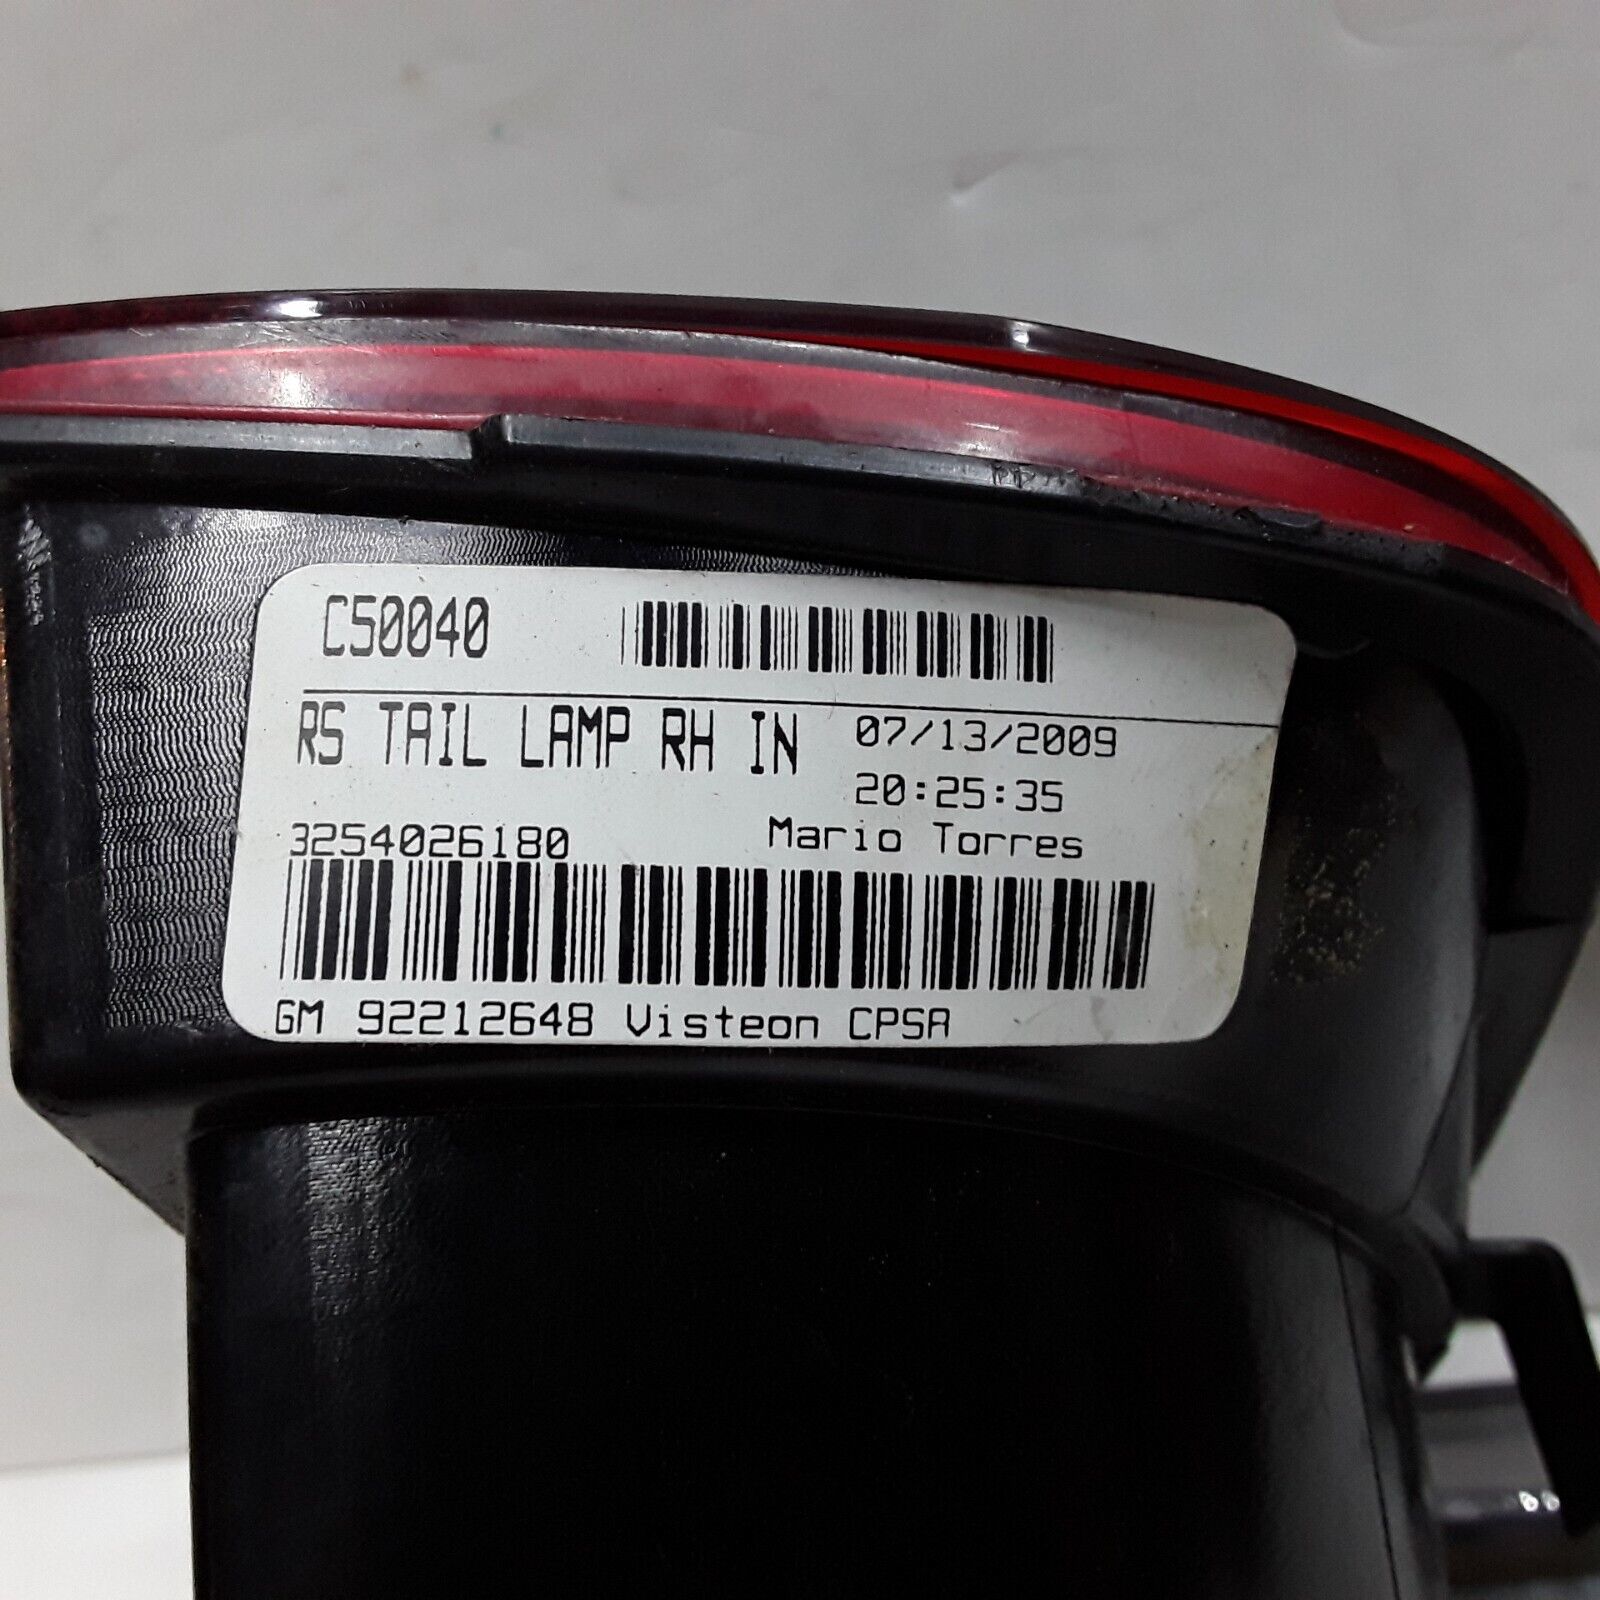 C50040
RS TAIL LAMP RH IN 07/13/2009
20:25:35
3254026180 Mario Torres
GM 92212648 Visteon CPSA